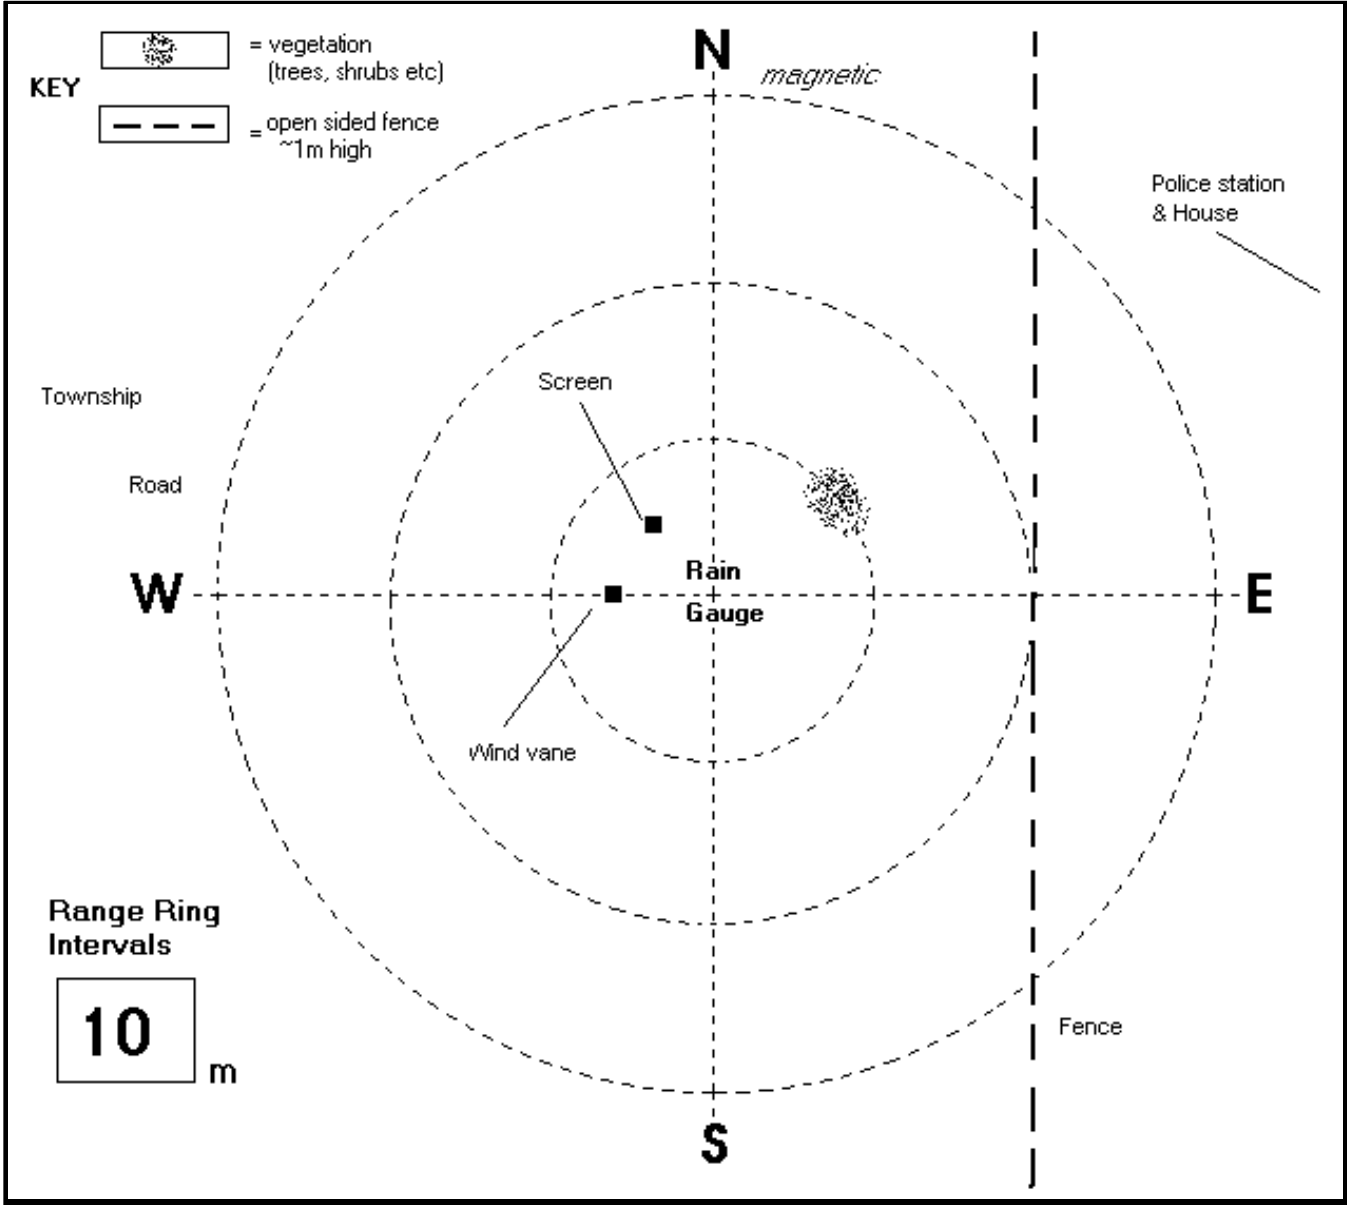 N
magnetic
KEY
= vegetation
(trees, shrubs etc)
= open sided fence
~1m high
Police station
& House
Township
Screen
Road
Rain
W
E
Gauge
Wind vane
Range Ring
Intervals
10
m
Fence
S